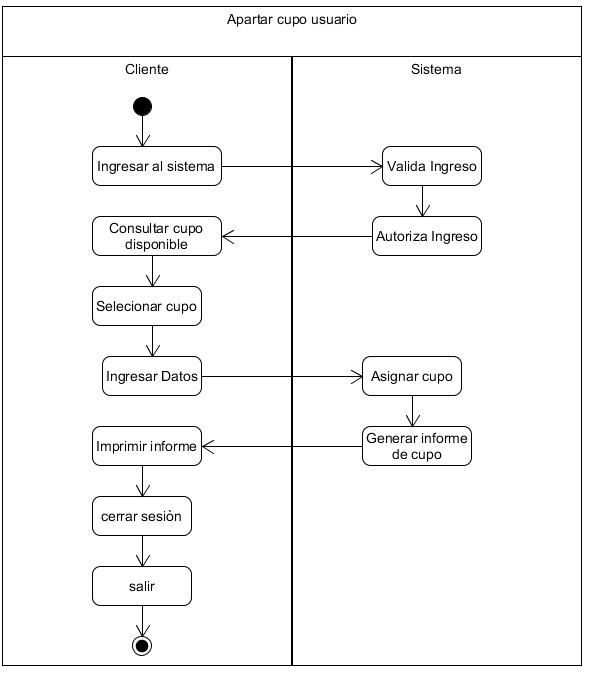 Apartar cupo usuario
Cliente
Sistema
Ingresar al sistema
Valida Ingreso
Consultar cupo
disponible
Autoriza Ingreso
Selecionar cupo
Ingresar Datos
Asignar cupo
Imprimir informe
Generar informe
de cupo
cerrar sesiòn
salir